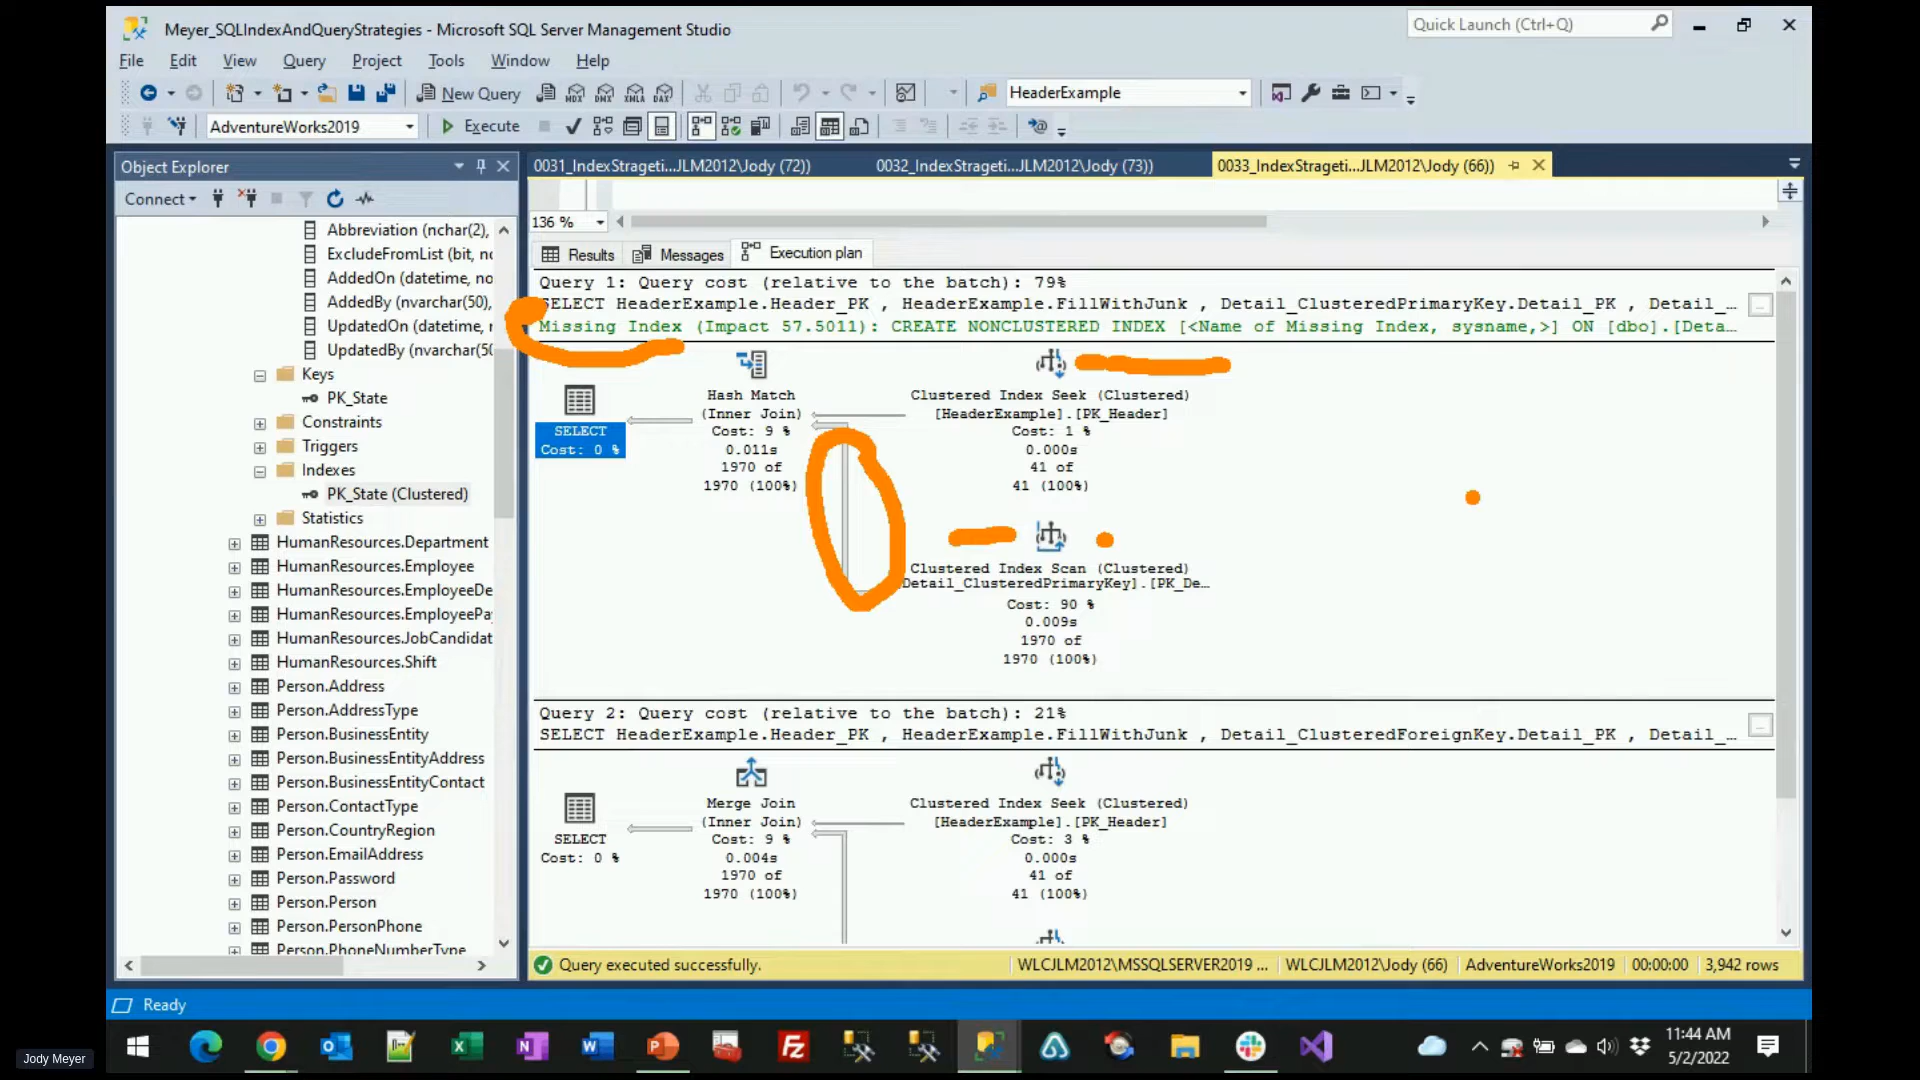 Meyer_SQLIndexAndQueryStrategies - Microsoft SQL Server Management Studio
Quick Launch (Ctrl+Q)
File Edit View Query Project Tools Window Help
New Query
MDX DMX XMLA DAX
HeaderExample
AdventureWorks2019
Execute
Object Explorer
0031_IndexStrageti...JLM2012\Jody (72))
0032_IndexStrageti...JLM2012\Jody (73))
0033_IndexStrageti...JLM2012\Jody (66))
Connect
136 %
Abbreviation (nchar(2),
ExcludeFromList (bit,
AddedOn (datetime, no
AddedBy (nvarchar(50),
UpdatedOn (datetime,
UpdatedBy (nvarchar(50
Keys
PK_State
Constraints
Triggers
Indexes
PK_State (Clustered)
Statistics
HumanResources.Department
HumanResources.Employee
HumanResources.EmployeeDe
HumanResources.EmployeePa
HumanResources.JobCandidat
HumanResources.Shift
Person.Address
Person.AddressType
Person.BusinessEntity
Person.BusinessEntityAddress
Person.BusinessEntityContact
Person.ContactType
Person.CountryRegion
Person.EmailAddress
Person.Password
Person.Person
Person.PersonPhone
Person.PhoneNumberType
Results Messages Execution plan
Query 1: Query cost (relative to the batch): 79%
SELECT HeaderExample.Header_PK , HeaderExample.FillWithJunk , Detail_ClusteredPrimaryKey.Detail_PK , Detail_...
Missing Index (Impact 57.5011): CREATE NONCLUSTERED INDEX [<Name of Missing Index, sysname,>] ON [dbo].[Deta...
SELECT
Cost: 0 %
Hash Match
(Inner Join)
Cost: 9 %
0.011s
1970 of
1970 (100%)
Clustered Index Seek (Clustered)
[HeaderExample].[PK_Header]
Cost: 1 %
0.000s
41 of
41 (100%)
Clustered Index Scan (Clustered)
Detail_ClusteredPrimaryKey].[PK_De...
Cost: 90 %
0.009s
1970 of
1970 (100%)
Query 2: Query cost (relative to the batch): 21%
SELECT HeaderExample.Header_PK , HeaderExample.FillWithJunk , Detail_ClusteredForeignKey.Detail_PK , Detail_...
SELECT
Cost: 0 %
Merge Join
(Inner Join)
Cost: 9 %
0.004s
1970 of
1970 (100%)
Clustered Index Seek (Clustered)
[HeaderExample].[PK_Header]
Cost: 3 %
0.000s
41 of
41 (100%)
Query executed successfully.
WLCJLM2012\MSSQLSERVER2019 ...
WLCJLM2012\Jody (66)
AdventureWorks2019
00:00:00
3,942 rows
Ready
Jody Meyer
11:44 AM
5/2/2022